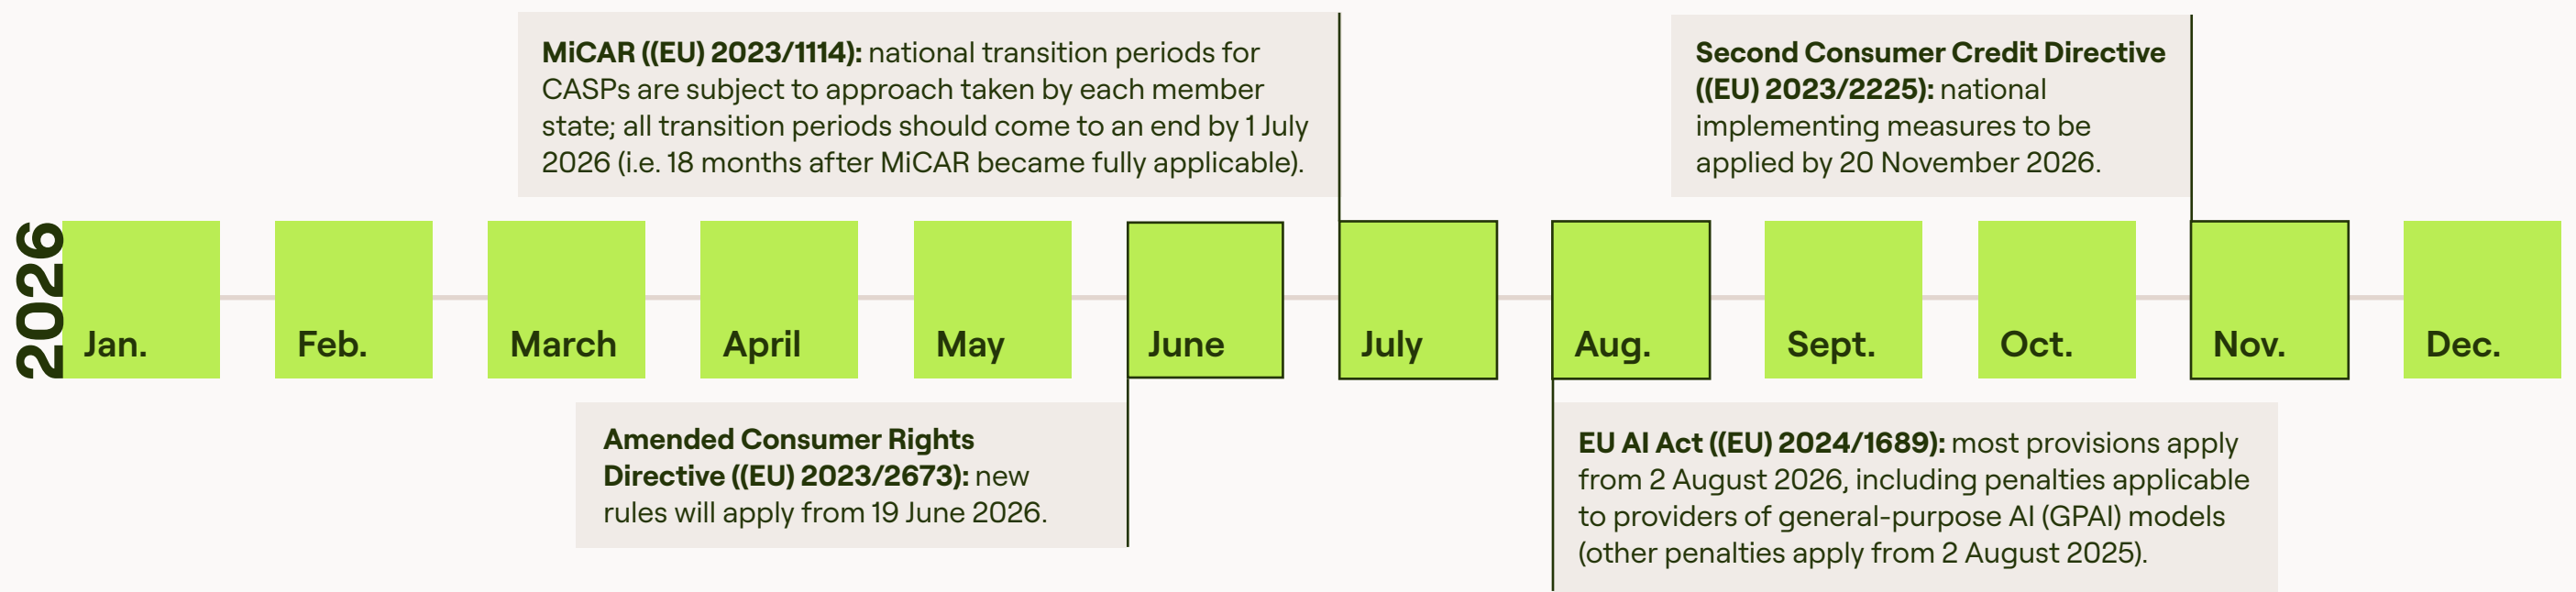 MiCAR ((EU) 2023/1114): national transition periods for
CASPs are subject to approach taken by each member
state; all transition periods should come to an end by 1 July
2026 (i.e. 18 months after MiCAR became fully applicable).
Second Consumer Credit Directive
((EU) 2023/2225): national
implementing measures to be
applied by 20 November 2026.
2026
Jan.
Feb.
March
April
May
June
July
Aug.
Sept.
Oct.
Nov.
Dec.
Amended Consumer Rights
Directive ((EU) 2023/2673): new
rules will apply from 19 June 2026.
EU AI Act ((EU) 2024/1689): most provisions apply
from 2 August 2026, including penalties applicable
to providers of general-purpose AI (GPAI) models
(other penalties apply from 2 August 2025).